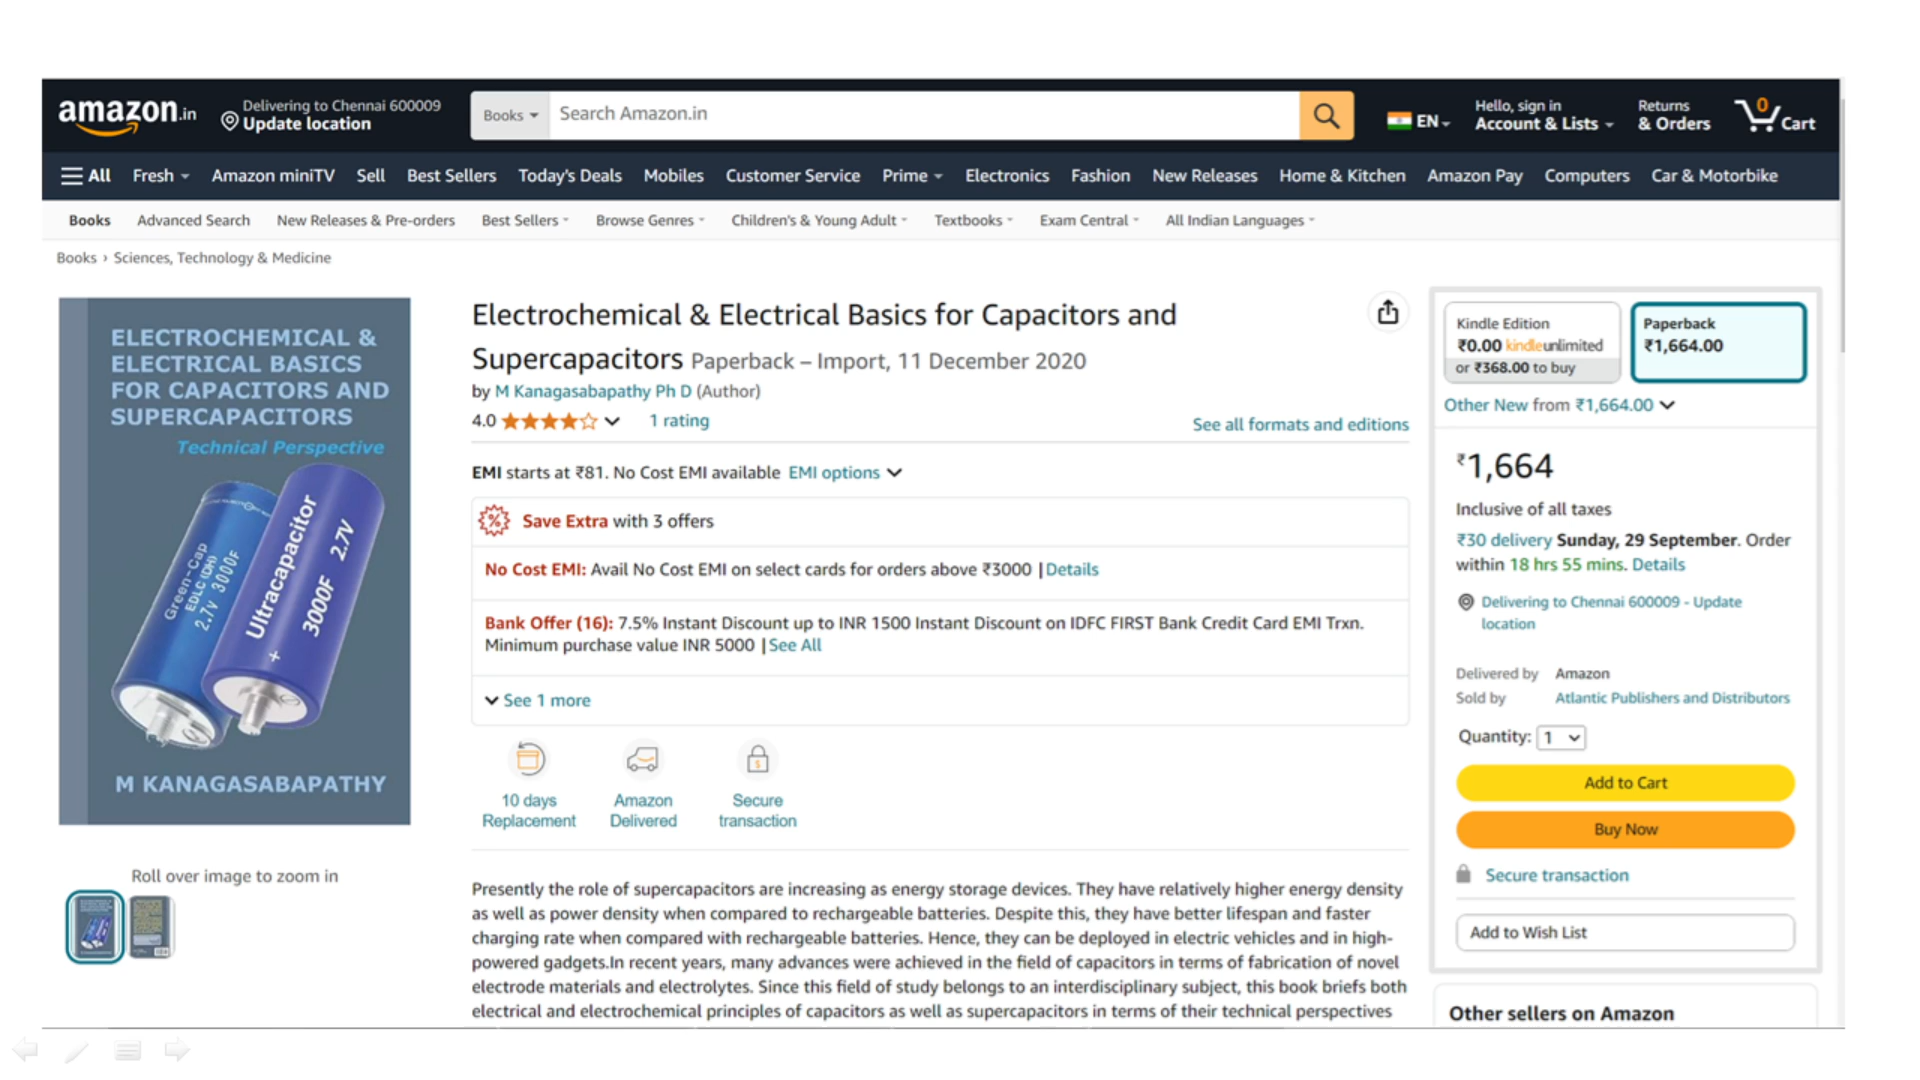 amazon.in
Delivering to Chennai 600009
Update location
Books
Search Amazon.in
EN
Hello, sign in
Account & Lists
Returns
& Orders
0
Cart
All
Fresh
Amazon miniTV
Sell
Best Sellers
Today's Deals
Mobiles
Customer Service
Prime
Electronics
Fashion
New Releases
Home & Kitchen
Amazon Pay
Computers
Car & Motorbike
Books
Advanced Search
New Releases & Pre-orders
Best Sellers
Browse Genres
Children's & Young Adult
Textbooks
Exam Central
All Indian Languages
Books › Sciences, Technology & Medicine
ELECTROCHEMICAL &
ELECTRICAL BASICS
FOR CAPACITORS AND
SUPERCAPACITORS
Technical Perspective
Green-Cap
EDLC (DH)
2.7V 3000F
Ultracapacitor
3000F 2.7V
+
M KANAGASABAPATHY
Roll over image to zoom in
Electrochemical & Electrical Basics for Capacitors and
Supercapacitors Paperback – Import, 11 December 2020
by M Kanagasabapathy Ph D (Author)
4.0
1 rating
See all formats and editions
EMI starts at ₹81. No Cost EMI available EMI options
% Save Extra with 3 offers
No Cost EMI: Avail No Cost EMI on select cards for orders above ₹3000 | Details
Bank Offer (16): 7.5% Instant Discount up to INR 1500 Instant Discount on IDFC FIRST Bank Credit Card EMI Trxn.
Minimum purchase value INR 5000 | See All
See 1 more
10 days
Replacement
Amazon
Delivered
Secure
transaction
Presently the role of supercapacitors are increasing as energy storage devices. They have relatively higher energy density
as well as power density when compared to rechargeable batteries. Despite this, they have better lifespan and faster
charging rate when compared with rechargeable batteries. Hence, they can be deployed in electric vehicles and in high-
powered gadgets.In recent years, many advances were achieved in the field of capacitors in terms of fabrication of novel
electrode materials and electrolytes. Since this field of study belongs to an interdisciplinary subject, this book briefs both
electrical and electrochemical principles of capacitors as well as supercapacitors in terms of their technical perspectives
Kindle Edition
₹0.00 kindleunlimited
or ₹368.00 to buy
Paperback
₹1,664.00
Other New from ₹1,664.00
₹1,664
Inclusive of all taxes
₹30 delivery Sunday, 29 September. Order
within 18 hrs 55 mins. Details
Delivering to Chennai 600009 - Update
location
Delivered by Amazon
Sold by Atlantic Publishers and Distributors
Quantity: 1
Add to Cart
Buy Now
Secure transaction
Add to Wish List
Other sellers on Amazon